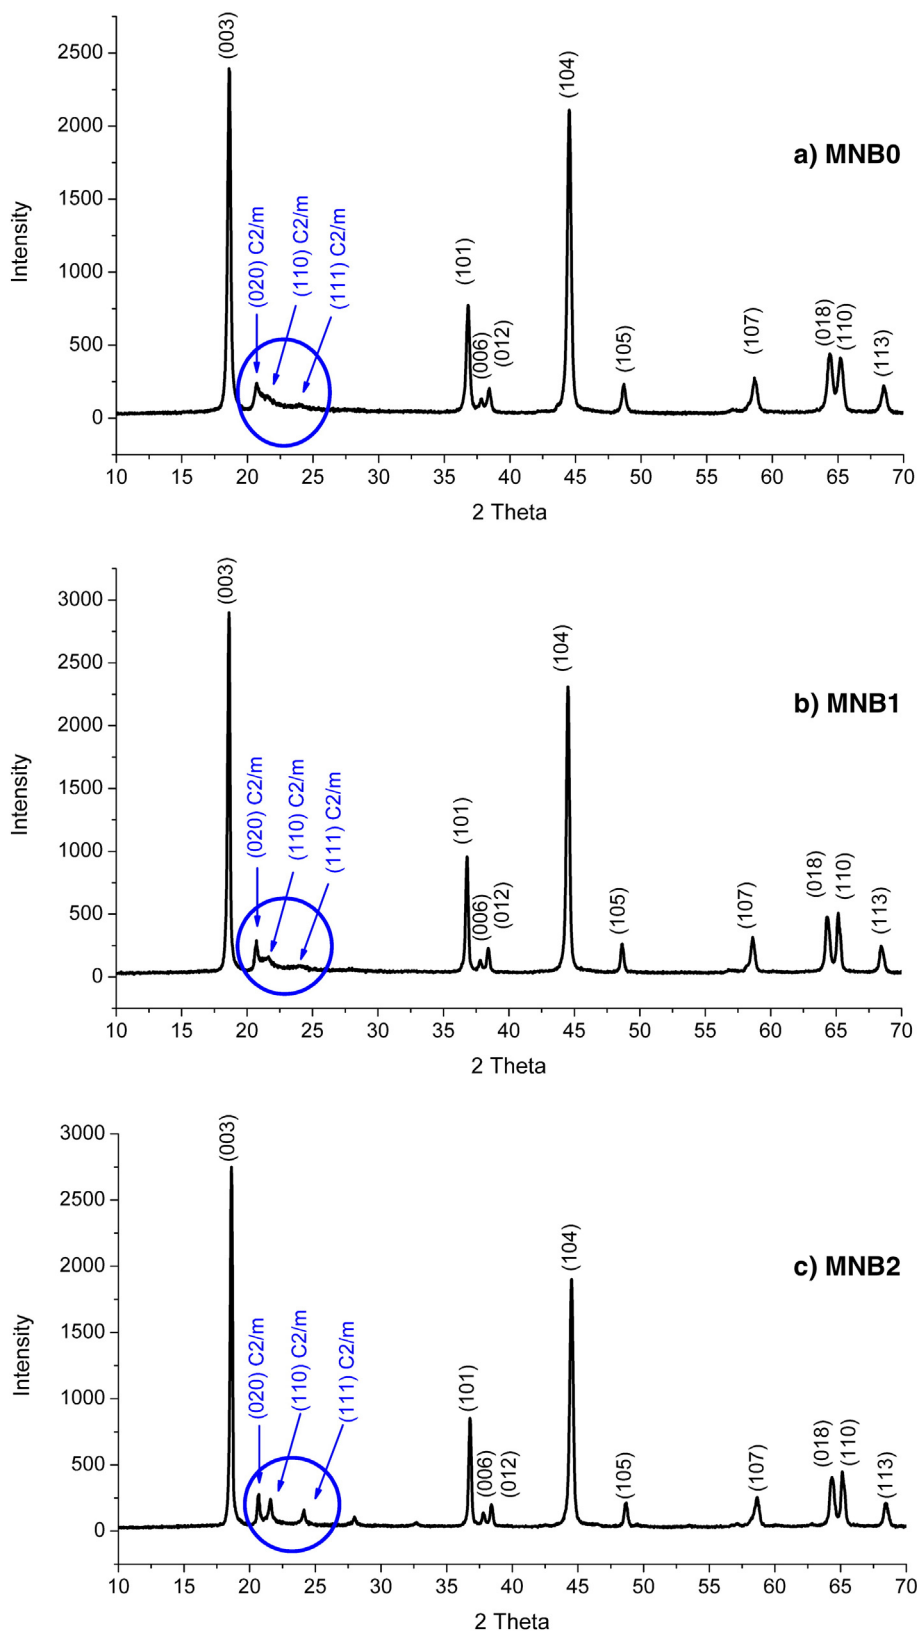 a) MNB0
Intensity
2500
2000
1500
1000
500
0
(003)
(020) C2/m
(110) C2/m
(111) C2/m
(101)
(006)
(012)
(104)
(105)
(107)
(018)
(110)
(113)
10 15 20 25 30 35 40 45 50 55 60 65 70
2 Theta
b) MNB1
Intensity
3000
2500
2000
1500
1000
500
0
(003)
(020) C2/m
(110) C2/m
(111) C2/m
(101)
(006)
(012)
(104)
(105)
(107)
(018)
(110)
(113)
10 15 20 25 30 35 40 45 50 55 60 65 70
2 Theta
c) MNB2
Intensity
3000
2500
2000
1500
1000
500
0
(003)
(020) C2/m
(110) C2/m
(111) C2/m
(101)
(006)
(012)
(104)
(105)
(107)
(018)
(110)
(113)
10 15 20 25 30 35 40 45 50 55 60 65 70
2 Theta